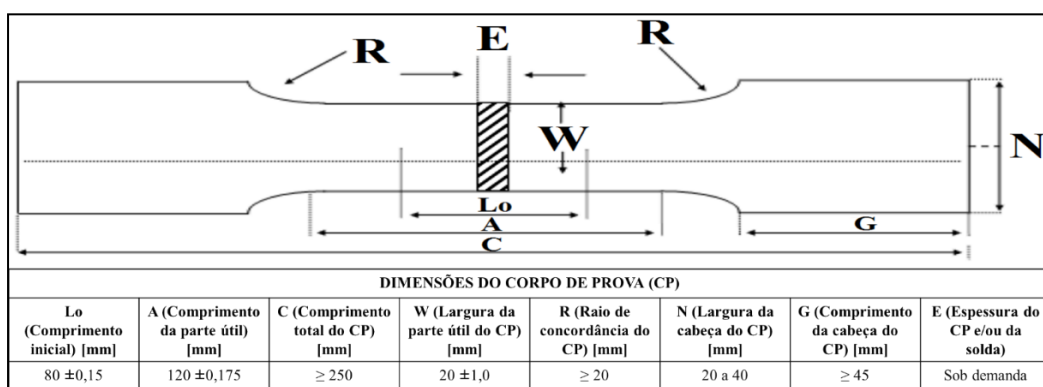 R
E
R
W
N
Lo
A
G
C
DIMENSÕES DO CORPO DE PROVA (CP)
Lo (Comprimento inicial) [mm]
A (Comprimento da parte útil) [mm]
C (Comprimento total do CP) [mm]
W (Largura da parte útil do CP) [mm]
R (Raio de concordância do CP) [mm]
N (Largura da cabeça do CP) [mm]
G (Comprimento da cabeça do CP) [mm]
E (Espessura do CP e/ou da solda)
80 ±0,15
120 ±0,175
≥ 250
20 ±1,0
≥ 20
20 a 40
≥ 45
Sob demanda